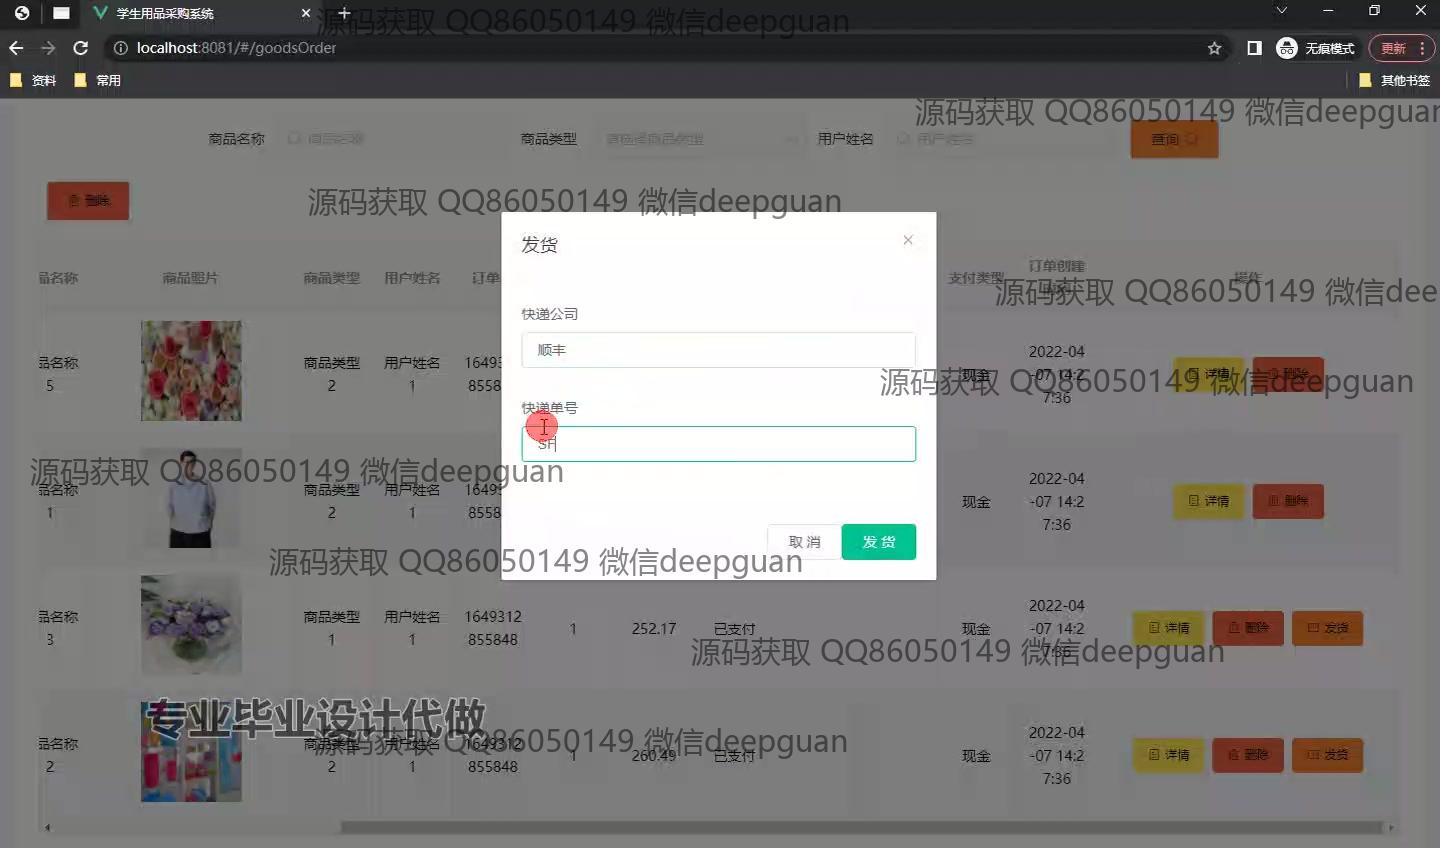 学生用品采购系统
localhost:8081/#/goodsOrder
无痕模式
更新
资料
常用
其他书签
源码获取 QQ86050149 微信deepguan
源码获取 QQ86050149 微信deepguan
商品名称
商品名称
商品类型
请选择商品类型
用户姓名
用户姓名
查询
删除
源码获取 QQ86050149 微信deepguan
品名称
商品照片
商品类型
用户姓名
订单
支付类型
订单创建
操作
源码获取 QQ86050149 微信dee
发货
快递公司
顺丰
快递单号
取消
发货
品名称
5
商品类型
2
用户姓名
1
16493
8558
现金
2022-04
-07 14:2
7:36
详情
删除
源码获取 QQ86050149 微信deepguan
源码获取 QQ86050149 微信deepguan
品名称
1
商品类型
2
用户姓名
1
16493
8558
现金
2022-04
-07 14:2
7:36
详情
删除
源码获取 QQ86050149 微信deepguan
品名称
3
商品类型
1
用户姓名
1
1649312
855848
1
252.17
已支付
现金
2022-04
-07 14:2
7:36
详情
删除
发货
源码获取 QQ86050149 微信deepguan
专业毕业设计代做
源码获取 QQ86050149 微信deepguan
品名称
2
商品类型
2
用户姓名
1
1649312
855848
1
260.49
已支付
现金
2022-04
-07 14:2
7:36
详情
删除
发货